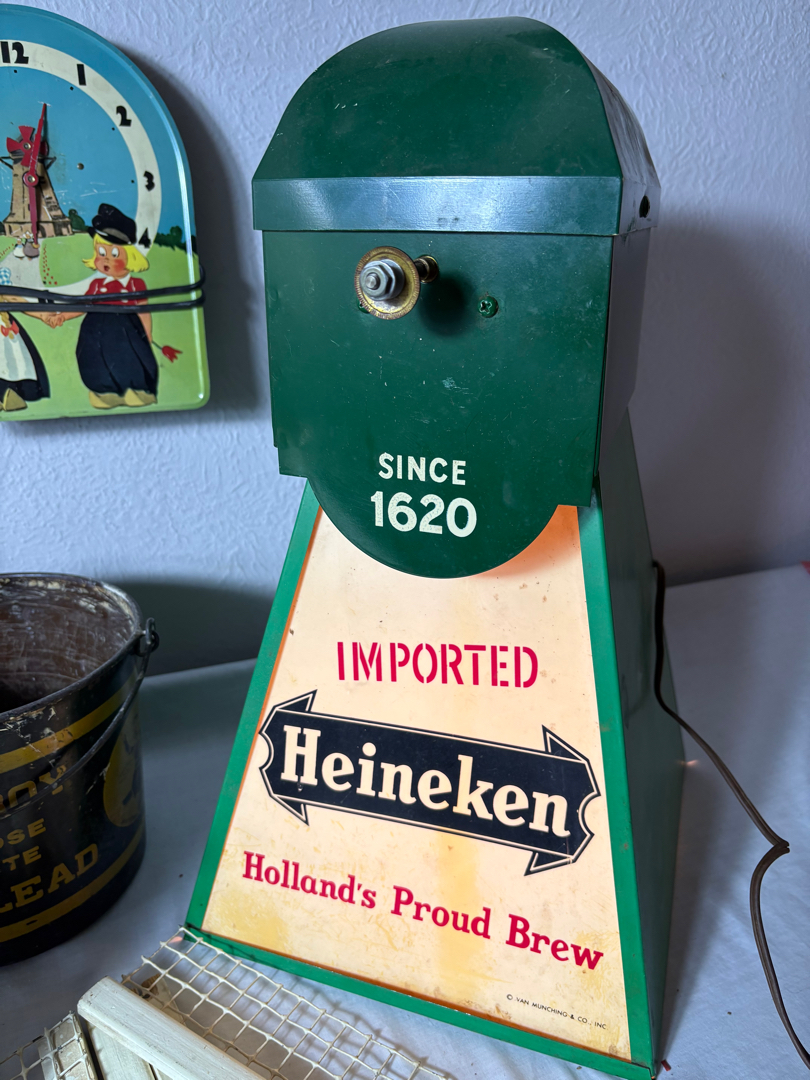 12
1
2
3
4
SINCE
1620
IMPORTED
Heineken
Holland's Proud Brew
© VAN MUNCHING & CO., INC
LEAD